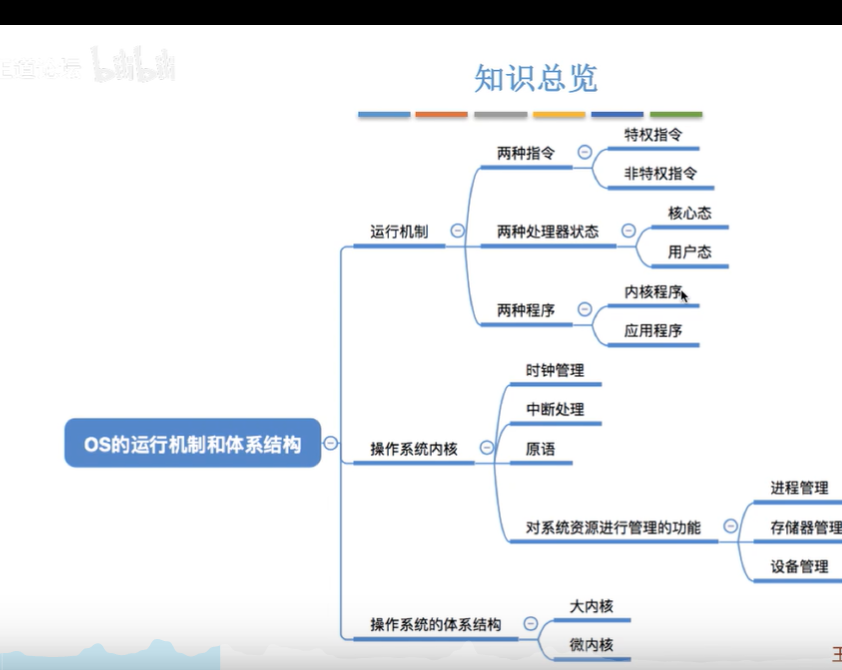 bilibili
知识总览
特权指令
两种指令
非特权指令
核心态
运行机制
两种处理器状态
用户态
内核程序
两种程序
应用程序
时钟管理
中断处理
OS的运行机制和体系结构
操作系统内核
原语
进程管理
对系统资源进行管理的功能
存储器管理
设备管理
大内核
操作系统的体系结构
微内核